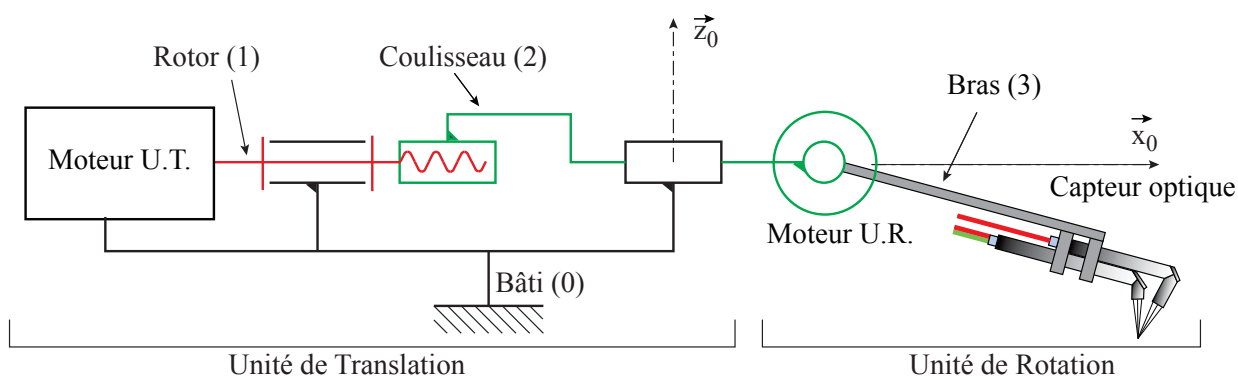 z₀
Rotor (1)
Coulisseau (2)
Bras (3)
Moteur U.T.
x₀
Capteur optique
Moteur U.R.
Bâti (0)
Unité de Translation
Unité de Rotation